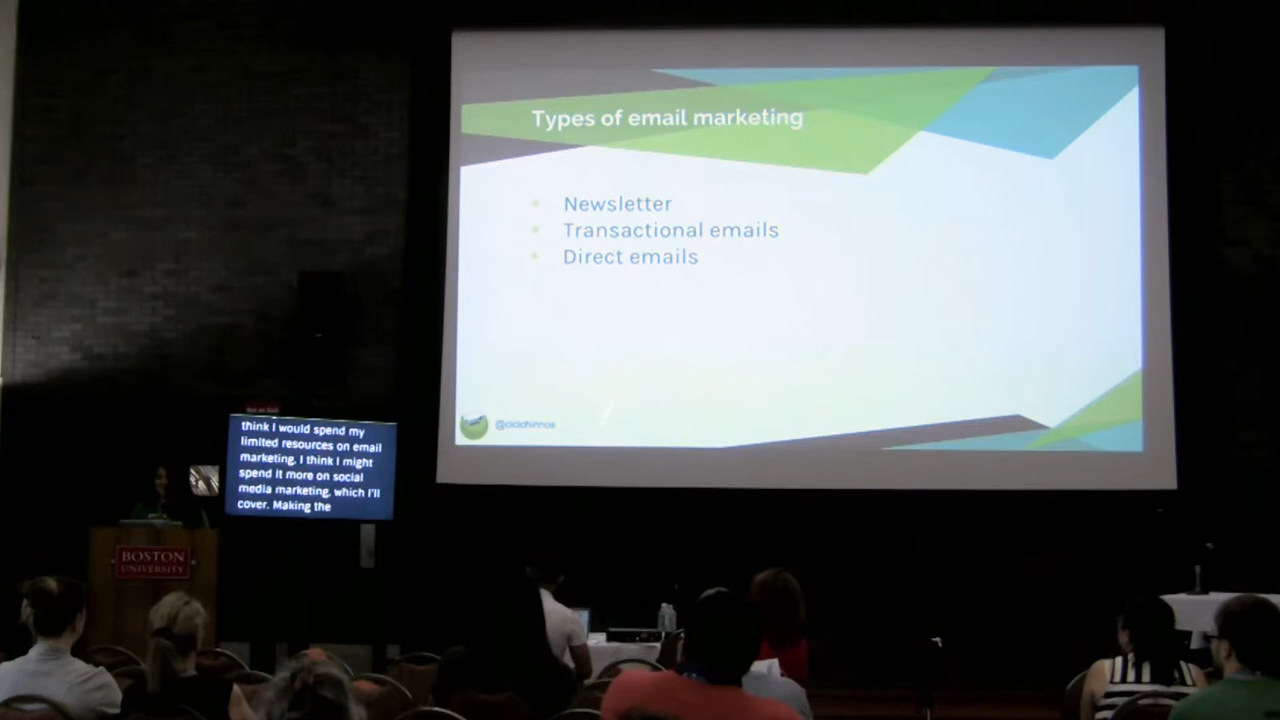 Types of email marketing
Newsletter
Transactional emails
Direct emails
think I would spend my
limited resources on email
marketing, I think I might
spend it more on social
media marketing, which I'll
cover. Making the
BOSTON
UNIVERSITY